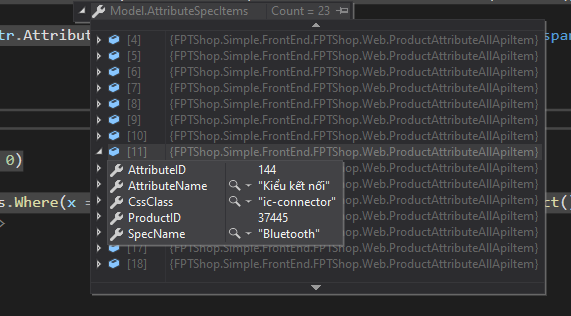 Model.AttributeSpecItems Count = 23
tr.Attribut
[4] {FPTShop.Simple.FrontEnd.FPTShop.Web.ProductAttributeAllApiItem}
span
[5] {FPTShop.Simple.FrontEnd.FPTShop.Web.ProductAttributeAllApiItem}
[6] {FPTShop.Simple.FrontEnd.FPTShop.Web.ProductAttributeAllApiItem}
[7] {FPTShop.Simple.FrontEnd.FPTShop.Web.ProductAttributeAllApiItem}
[8] {FPTShop.Simple.FrontEnd.FPTShop.Web.ProductAttributeAllApiItem}
[9] {FPTShop.Simple.FrontEnd.FPTShop.Web.ProductAttributeAllApiItem}
[10] {FPTShop.Simple.FrontEnd.FPTShop.Web.ProductAttributeAllApiItem}
[11] {FPTShop.Simple.FrontEnd.FPTShop.Web.ProductAttributeAllApiItem}
0)
AttributeID 144
AttributeName "Kiểu kết nối"
CssClass "ic-connector"
s.Where(x =
ct()
ProductID 37445
>
SpecName "Bluetooth"
[17] {FPTShop.Simple.FrontEnd.FPTShop.Web.ProductAttributeAllApiItem}
[18] {FPTShop.Simple.FrontEnd.FPTShop.Web.ProductAttributeAllApiItem}